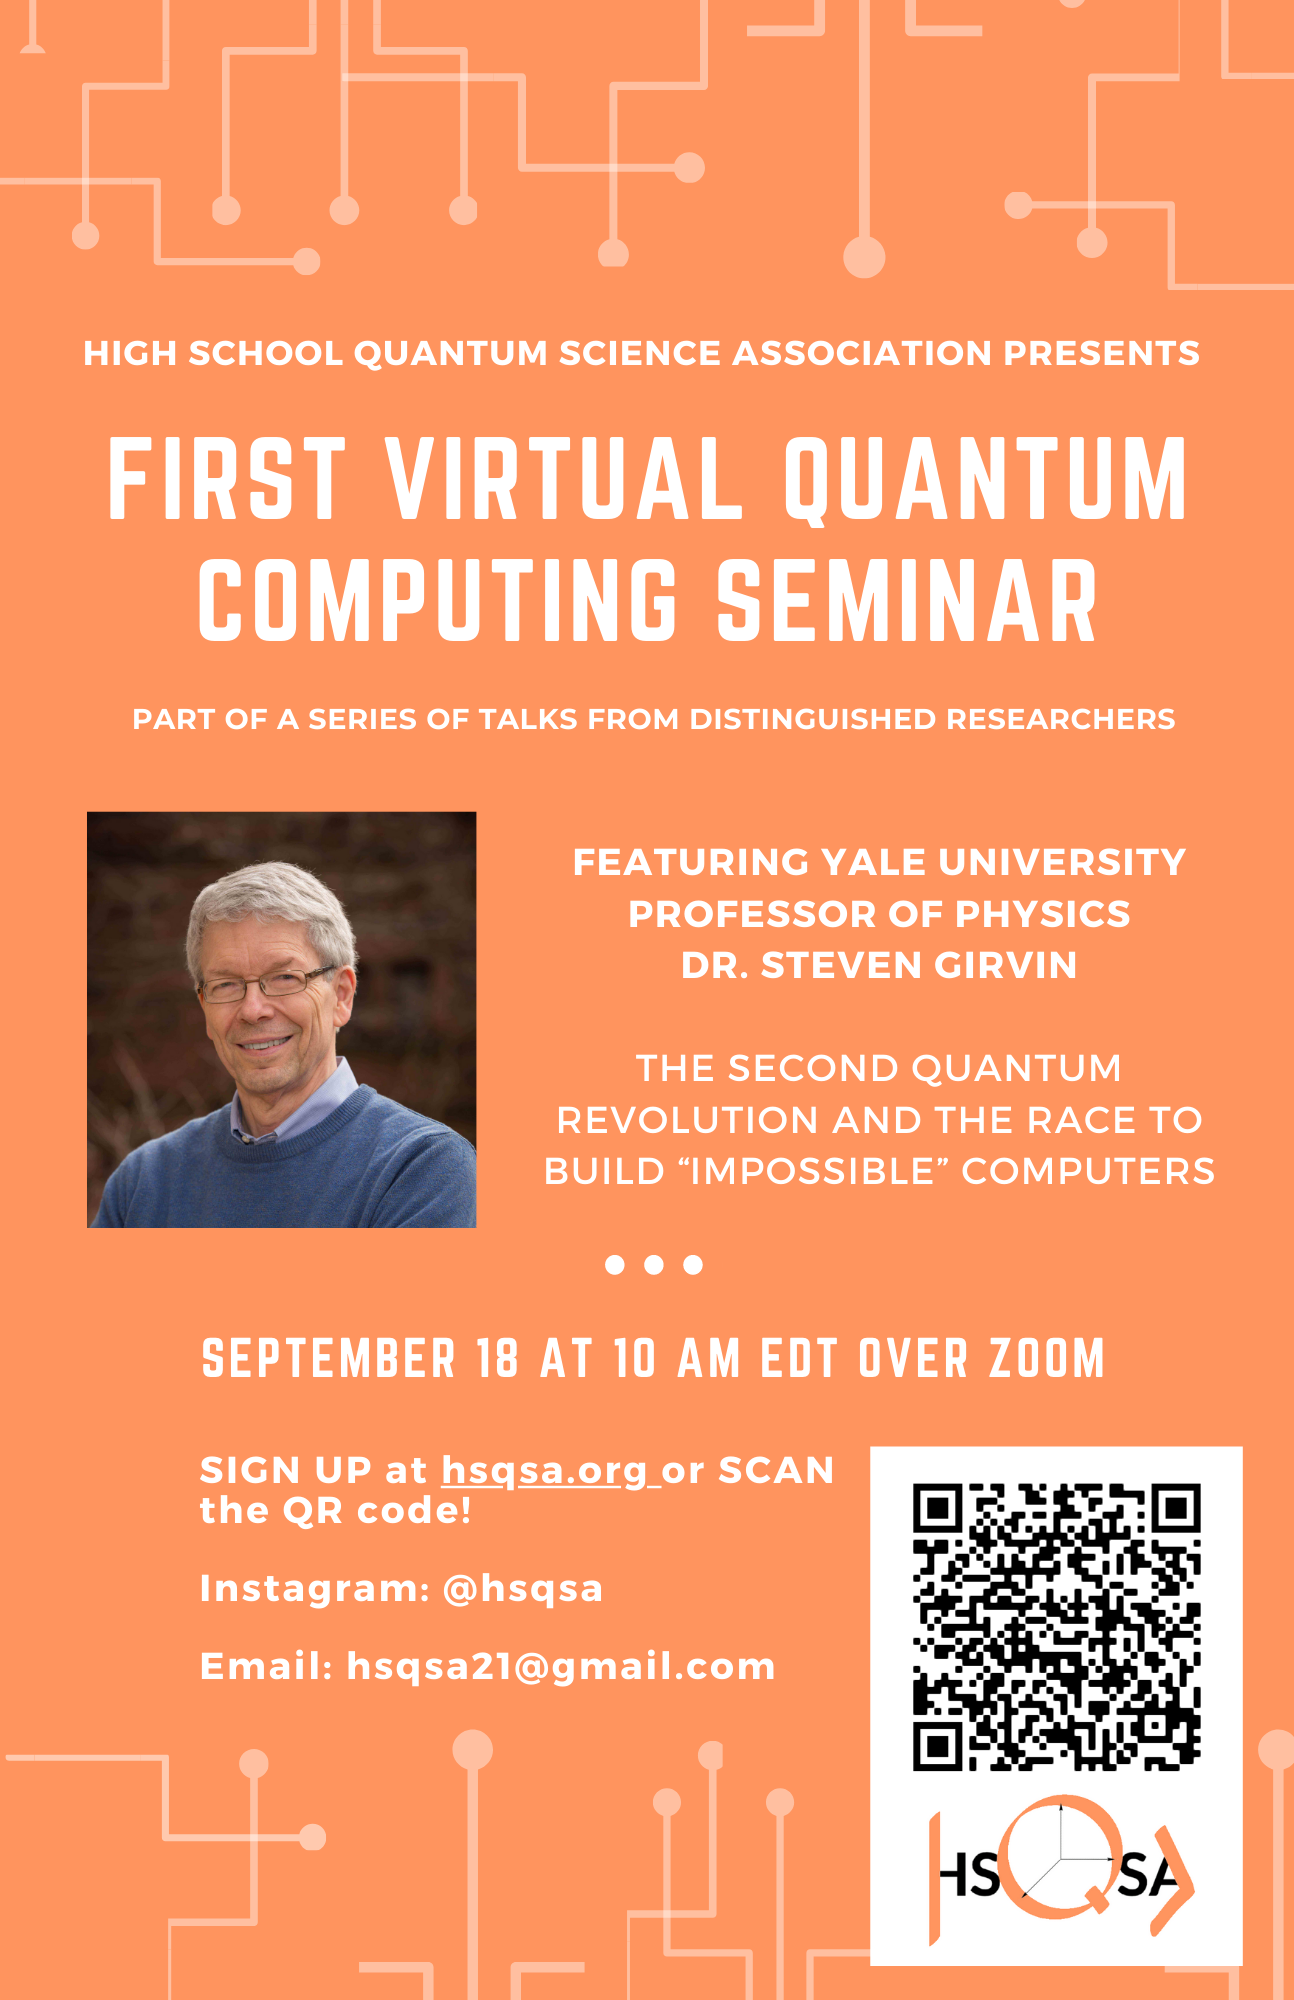 HIGH SCHOOL QUANTUM SCIENCE ASSOCIATION PRESENTS
FIRST VIRTUAL QUANTUM
COMPUTING SEMINAR
PART OF A SERIES OF TALKS FROM DISTINGUISHED RESEARCHERS
FEATURING YALE UNIVERSITY
PROFESSOR OF PHYSICS
DR. STEVEN GIRVIN
THE SECOND QUANTUM
REVOLUTION AND THE RACE TO
BUILD “IMPOSSIBLE” COMPUTERS
SEPTEMBER 18 AT 10 AM EDT OVER ZOOM
SIGN UP at hsqsa.org or SCAN
the QR code!
Instagram: @hsqsa
Email: hsqsa21@gmail.com
HSQSA